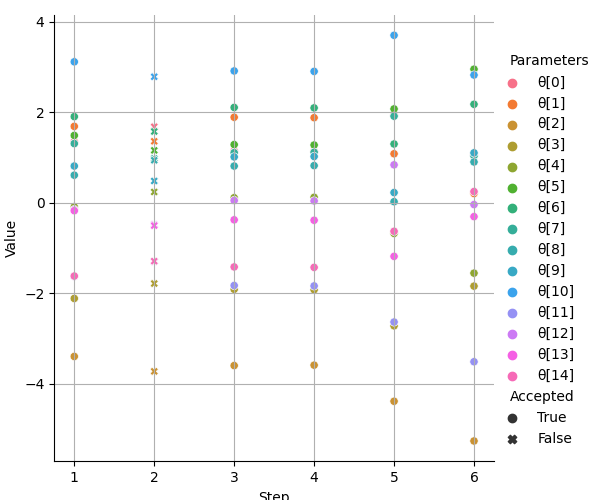 4
2
0
−2
−4
Value
1 2 3 4 5 6
Step
Parameters
θ[0]
θ[1]
θ[2]
θ[3]
θ[4]
θ[5]
θ[6]
θ[7]
θ[8]
θ[9]
θ[10]
θ[11]
θ[12]
θ[13]
θ[14]
Accepted
True
False